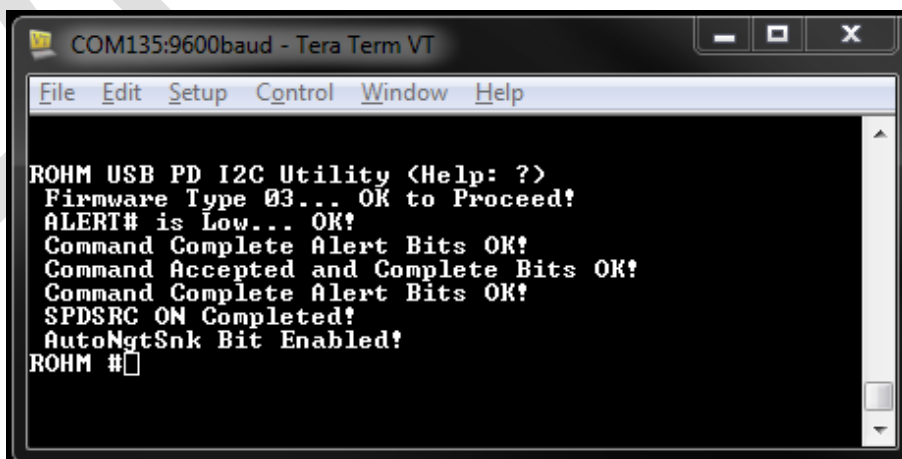 COM135:9600baud - Tera Term VT
File Edit Setup Control Window Help
ROHM USB PD I2C Utility (Help: ?)
Firmware Type 03... OK to Proceed!
ALERT# is Low... OK!
Command Complete Alert Bits OK!
Command Accepted and Complete Bits OK!
Command Complete Alert Bits OK!
SPDSRC ON Completed!
AutoNgtSnk Bit Enabled!
ROHM #